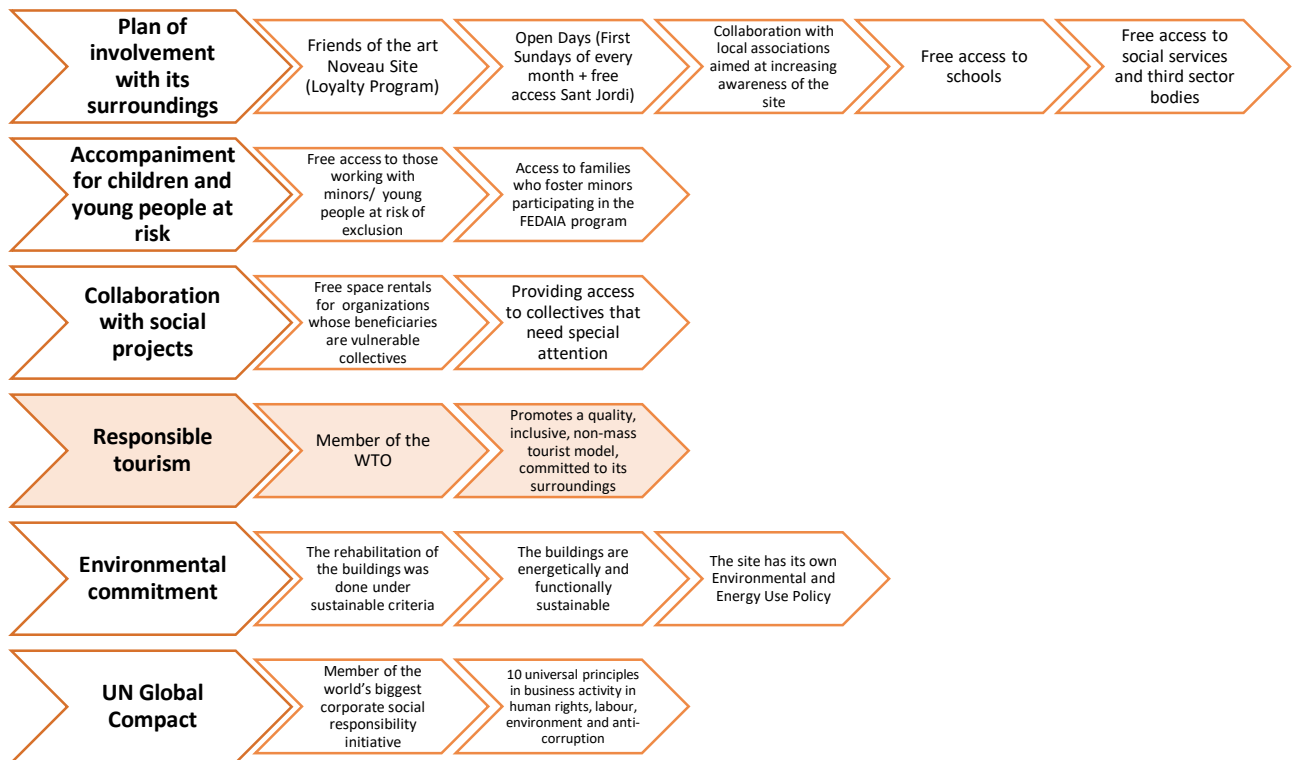 Plan of
involvement
with its
surroundings
Friends of the art
Noveau Site
(Loyalty Program)
Open Days (First
Sundays of every
month + free
access Sant Jordi)
Collaboration with
local associations
aimed at increasing
awareness of the
site
Free access to
schools
Free access to
social services
and third sector
bodies
Accompaniment
for children and
young people at
risk
Free access to those
working with
minors/ young
people at risk of
exclusion
Access to families
who foster minors
participating in the
FEDAIA program
Collaboration
with social
projects
Free space rentals
for organizations
whose beneficiaries
are vulnerable
collectives
Providing access
to collectives that
need special
attention
Responsible
tourism
Member of the
WTO
Promotes a quality,
inclusive, non-mass
tourist model,
committed to its
surroundings
Environmental
commitment
The rehabilitation of
the buildings was
done under
sustainable criteria
The buildings are
energetically and
functionally
sustainable
The site has its own
Environmental and
Energy Use Policy
UN Global
Compact
Member of the
world’s biggest
corporate social
responsibility
initiative
10 universal principles
in business activity in
human rights, labour,
environment and anti-
corruption